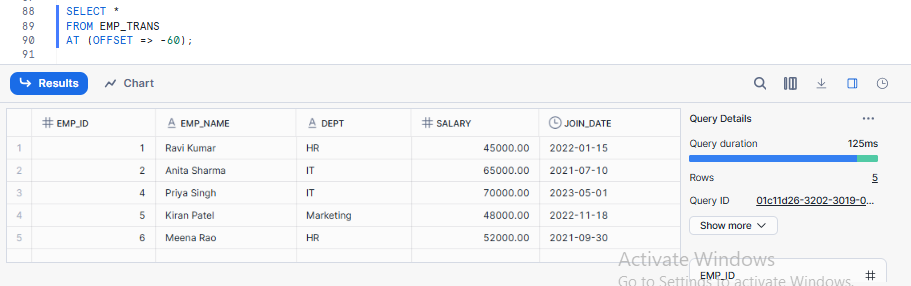 88 SELECT *
89 FROM EMP_TRANS
90 AT (OFFSET => -60);
91
Results Chart
EMP_ID EMP_NAME DEPT SALARY JOIN_DATE
1 1 Ravi Kumar HR 45000.00 2022-01-15
2 2 Anita Sharma IT 65000.00 2021-07-10
3 4 Priya Singh IT 70000.00 2023-05-01
4 5 Kiran Patel Marketing 48000.00 2022-11-18
5 6 Meena Rao HR 52000.00 2021-09-30
Query Details ...
Query duration 125ms
Rows 5
Query ID 01c11d26-3202-3019-0...
Show more
Activate Windows
Go to Settings to activate Windows.
EMP_ID #